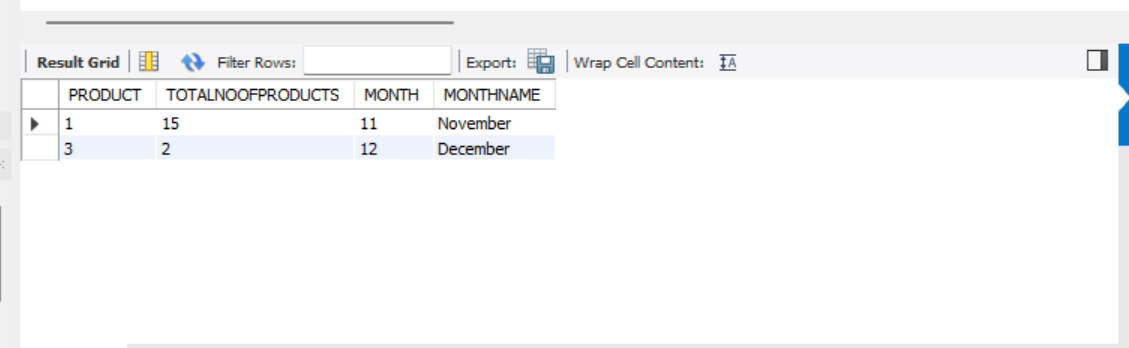 Result Grid Filter Rows: Export: Wrap Cell Content: IA
PRODUCT TOTALNOOFPRODUCTS MONTH MONTHNAME
1 15 11 November
3 2 12 December